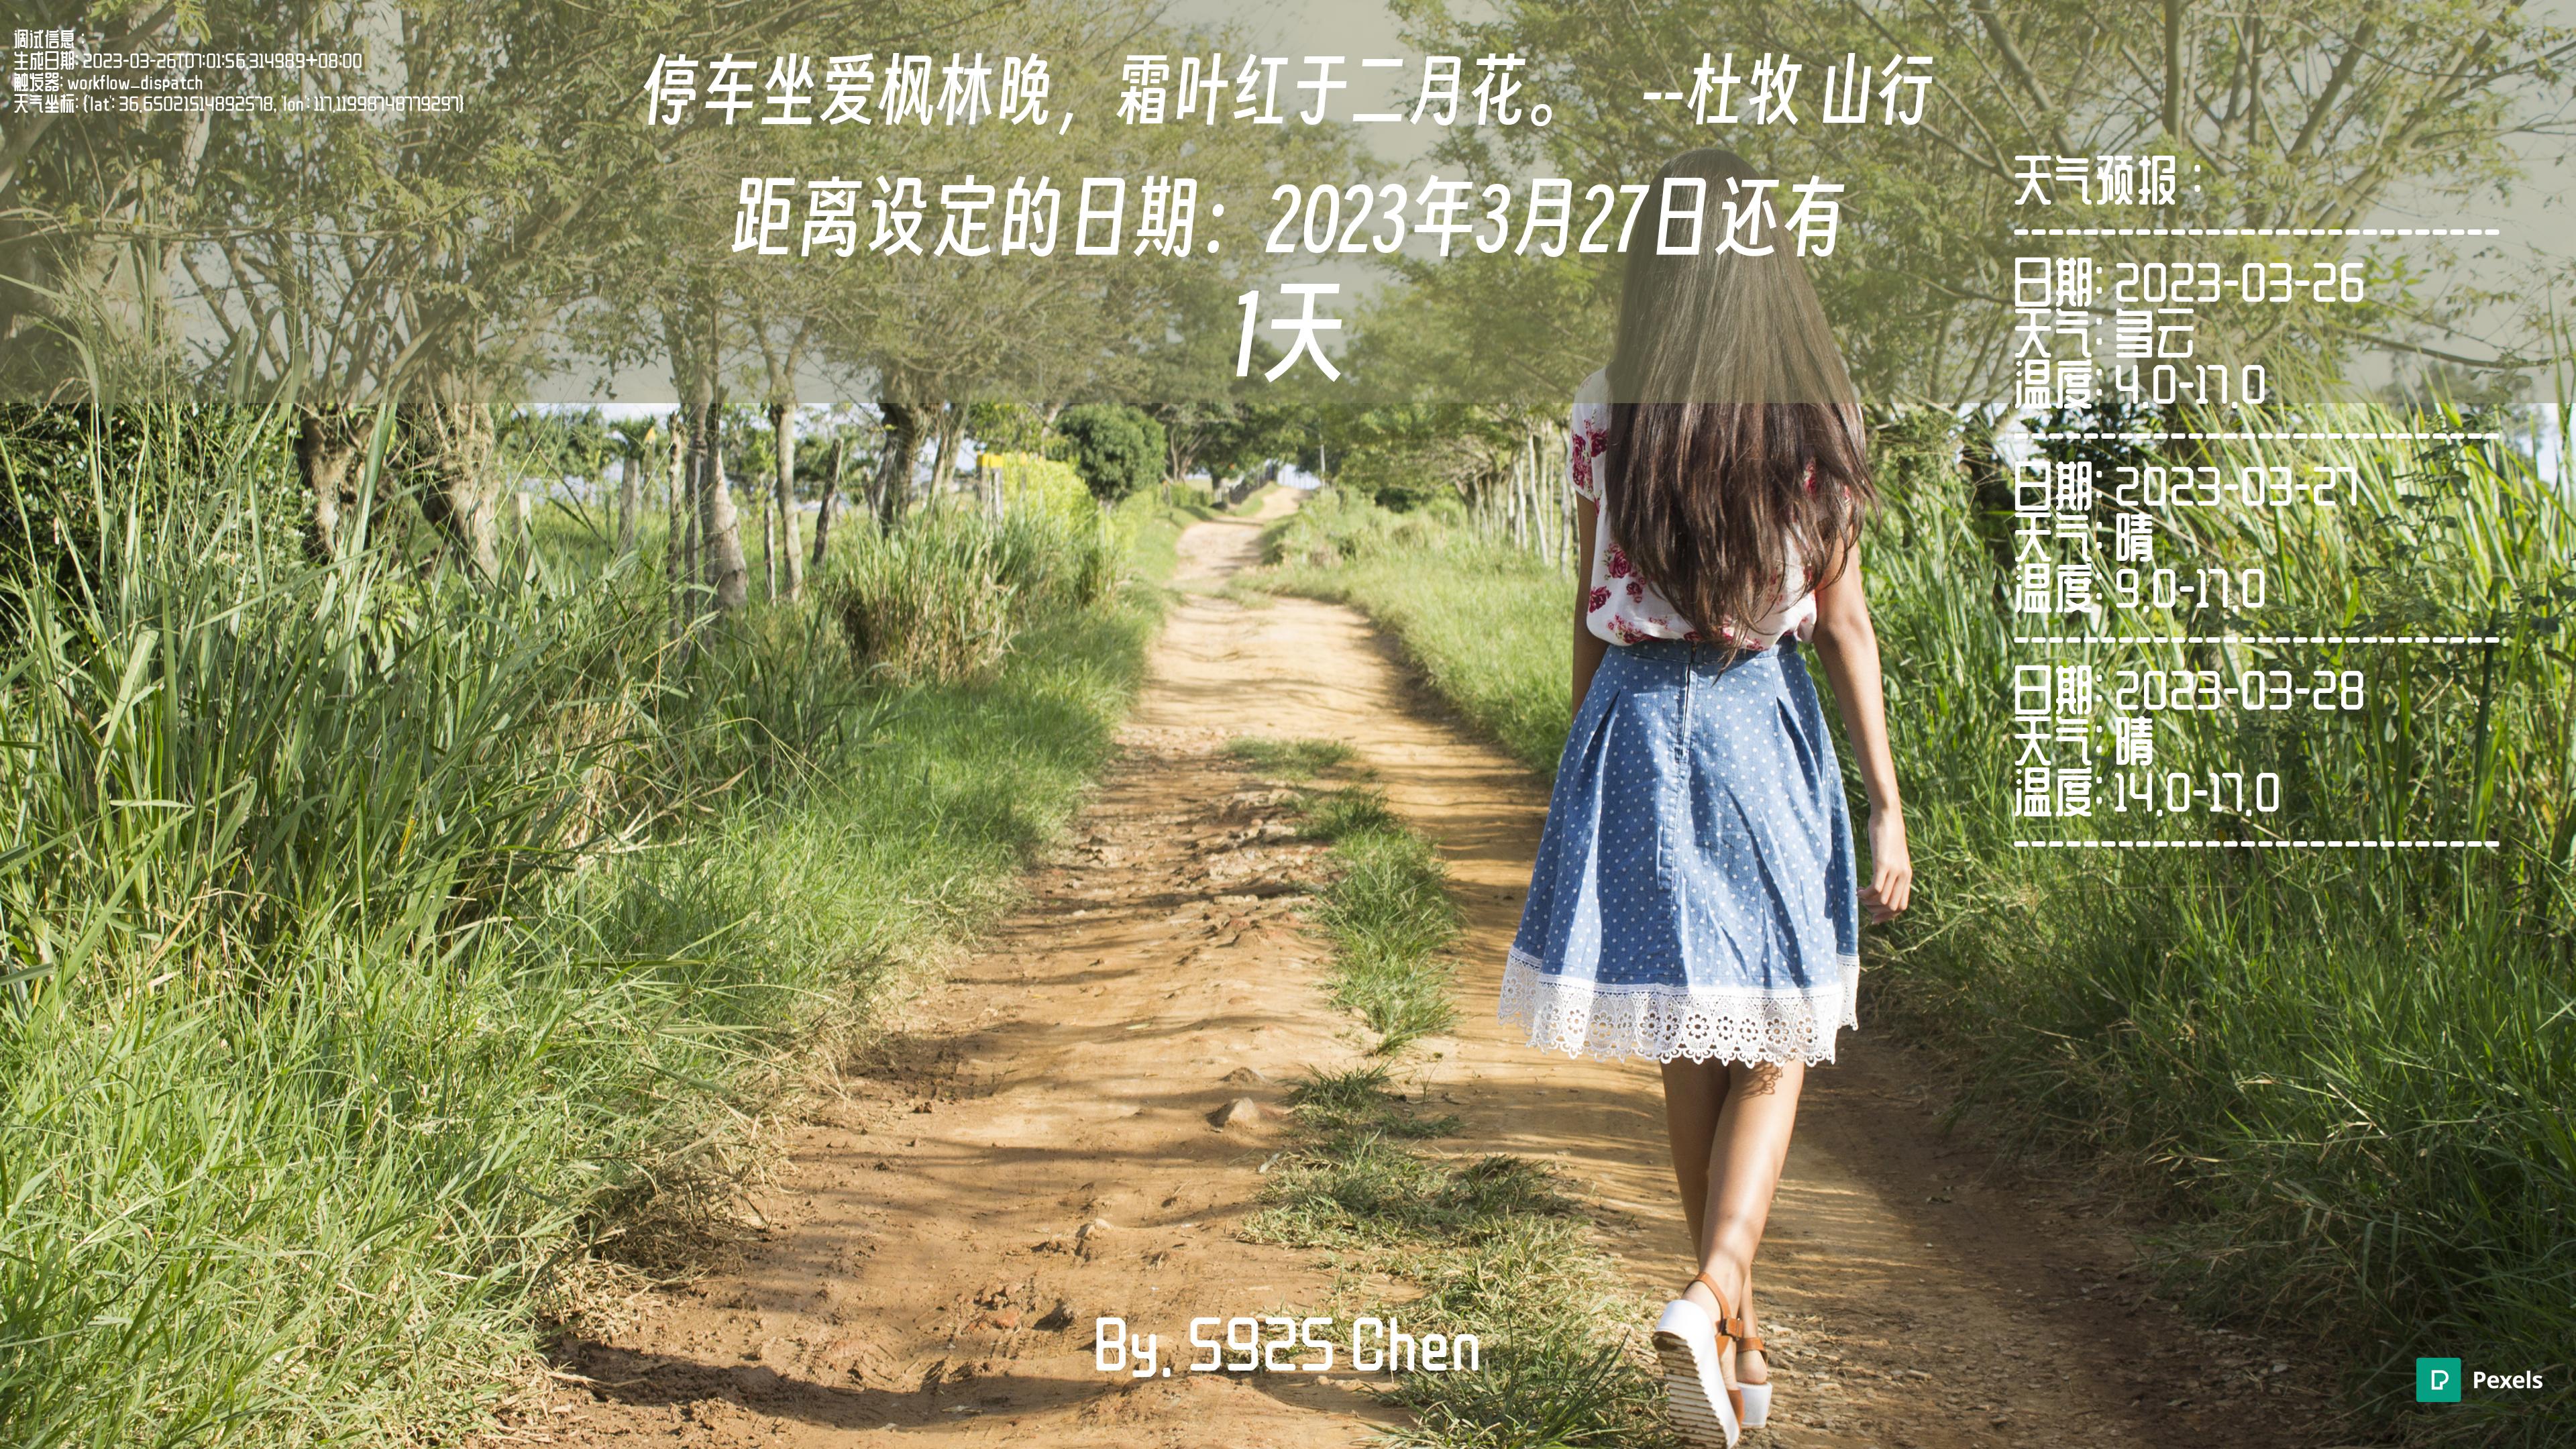 调试信息：
生成日期: 2023-03-26T07:01:56.314989+08:00
触发器: workflow_dispatch
天气坐标: {'lat': 36.65021514892578, 'lon': 117.11998748779297}
停车坐爱枫林晚，霜叶红于二月花。 --杜牧 山行
距离设定的日期：2023年3月27日还有
1天
天气预报：
----------------------------
日期: 2023-03-26
天气: 多云
温度: 4.0-17.0
----------------------------
日期: 2023-03-27
天气: 晴
温度: 9.0-17.0
----------------------------
日期: 2023-03-28
天气: 晴
温度: 14.0-17.0
----------------------------
By. S92S Chen
Pexels